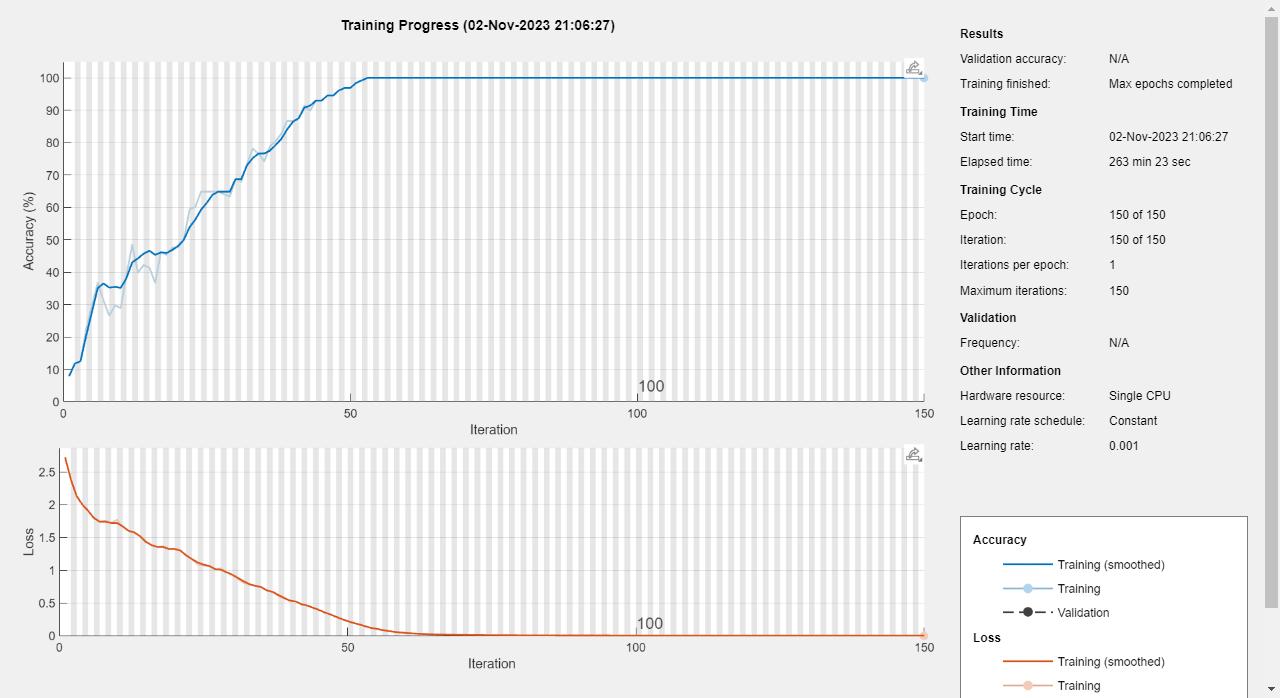 Training Progress (02-Nov-2023 21:06:27)
100
90
80
70
60
50
40
30
20
10
0
Accuracy (%)
100
0
50
100
150
Iteration
2.5
2
1.5
1
0.5
0
Loss
100
0
50
100
150
Iteration
Results
Validation accuracy: N/A
Training finished: Max epochs completed
Training Time
Start time: 02-Nov-2023 21:06:27
Elapsed time: 263 min 23 sec
Training Cycle
Epoch: 150 of 150
Iteration: 150 of 150
Iterations per epoch: 1
Maximum iterations: 150
Validation
Frequency: N/A
Other Information
Hardware resource: Single CPU
Learning rate schedule: Constant
Learning rate: 0.001
Accuracy
Training (smoothed)
Training
Validation
Loss
Training (smoothed)
Training